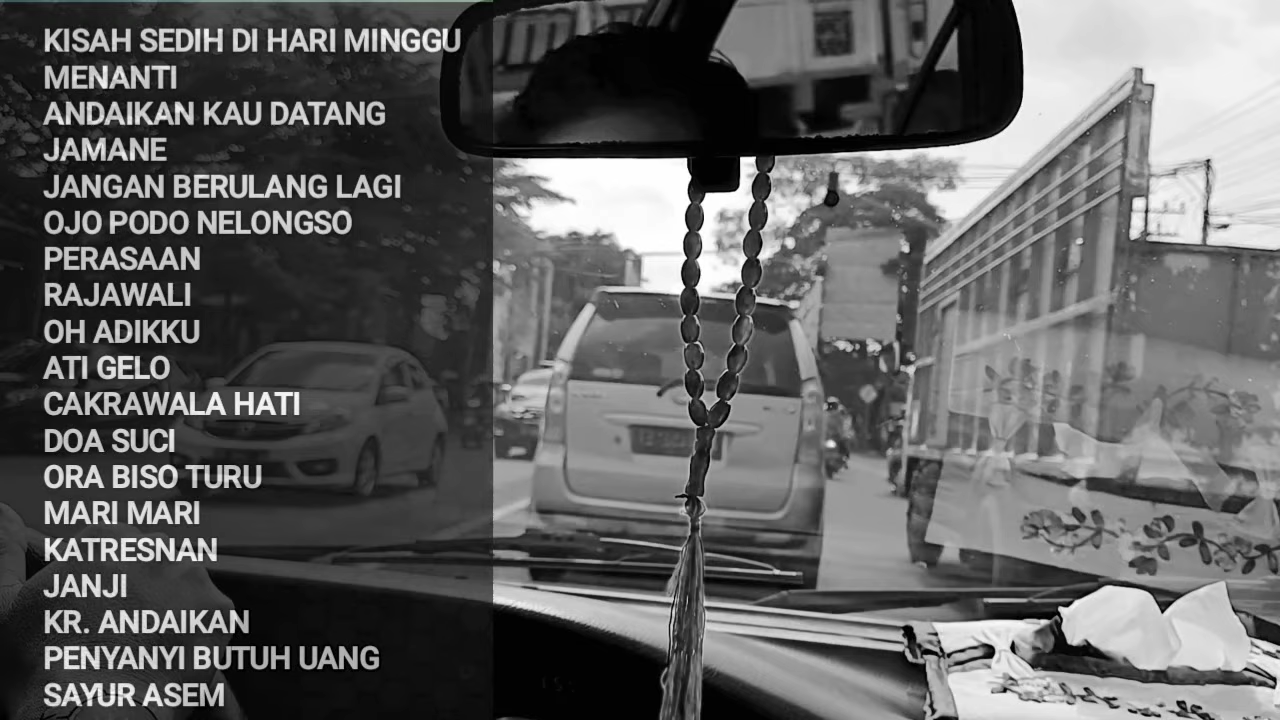 KISAH SEDIH DI HARI MINGGU
MENANTI
ANDAIKAN KAU DATANG
JAMANE
JANGAN BERULANG LAGI
OJO PODO NELONGSO
PERASAAN
RAJAWALI
OH ADIKKU
ATI GELO
CAKRAWALA HATI
DOA SUCI
ORA BISO TURU
MARI MARI
KATRESNAN
JANJI
KR. ANDAIKAN
PENYANYI BUTUH UANG
SAYUR ASEM